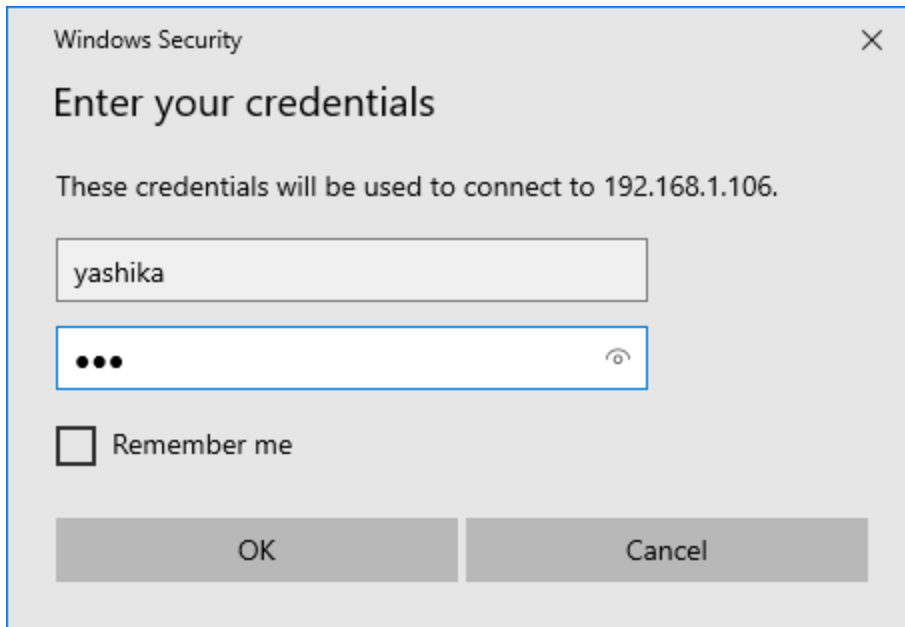 Windows Security
Enter your credentials
These credentials will be used to connect to 192.168.1.106.
yashika
●●●
Remember me
OK Cancel